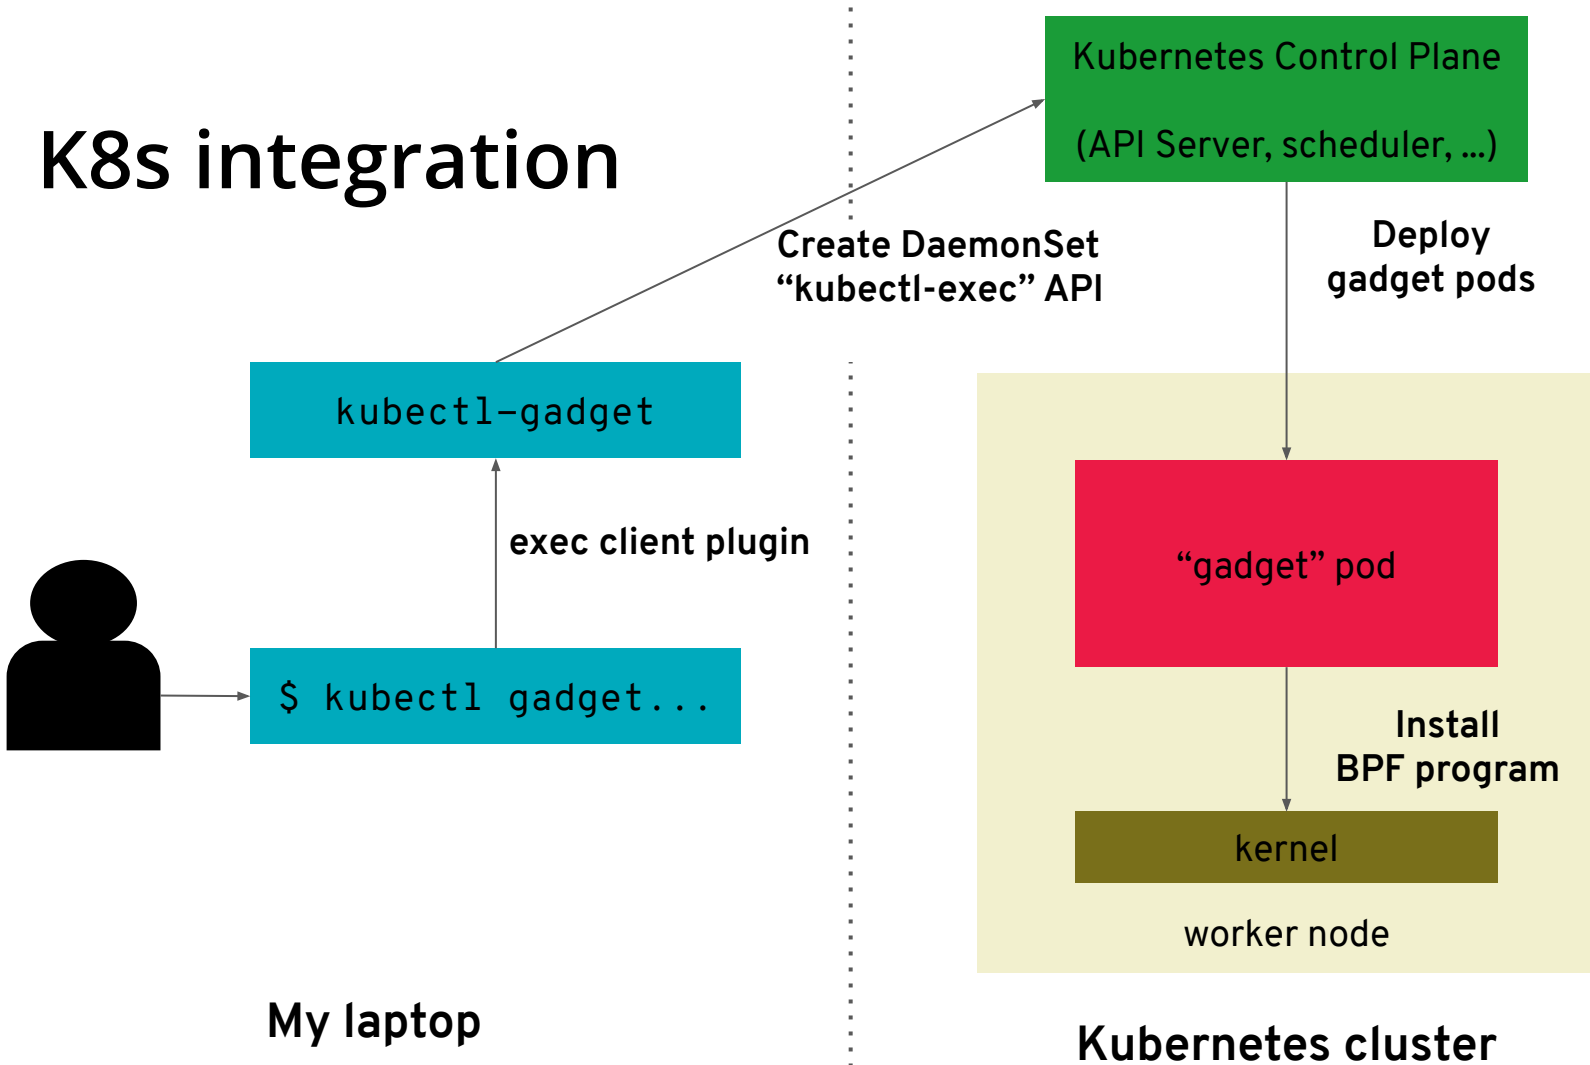 K8s integration
Kubernetes Control Plane
(API Server, scheduler, ...)
Create DaemonSet
“kubectl-exec” API
Deploy
gadget pods
kubectl-gadget
exec client plugin
$ kubectl gadget...
“gadget” pod
Install
BPF program
kernel
worker node
My laptop
Kubernetes cluster